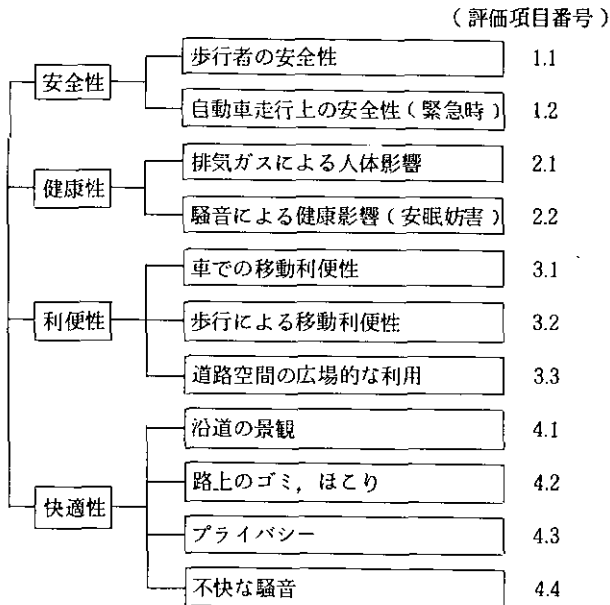 (評価項目番号)
安全性
歩行者の安全性 1.1
自動車走行上の安全性(緊急時) 1.2
健康性
排気ガスによる人体影響 2.1
騒音による健康影響(安眠妨害) 2.2
利便性
車での移動利便性 3.1
歩行による移動利便性 3.2
道路空間の広場的な利用 3.3
快適性
沿道の景観 4.1
路上のゴミ,ほこり 4.2
プライバシー 4.3
不快な騒音 4.4